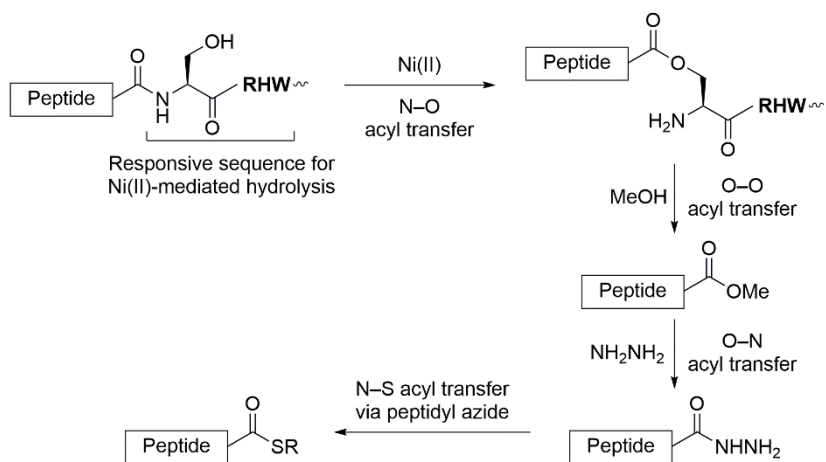 O
OH
Peptide
N
H
O
RHW
Responsive sequence for
Ni(II)-mediated hydrolysis
Ni(II)
N–O
acyl transfer
O
Peptide
O
H₂N
O
RHW
MeOH
O–O
acyl transfer
O
Peptide
OMe
NH₂NH₂
O–N
acyl transfer
O
Peptide
NHNH₂
N–S acyl transfer
via peptidyl azide
O
Peptide
SR